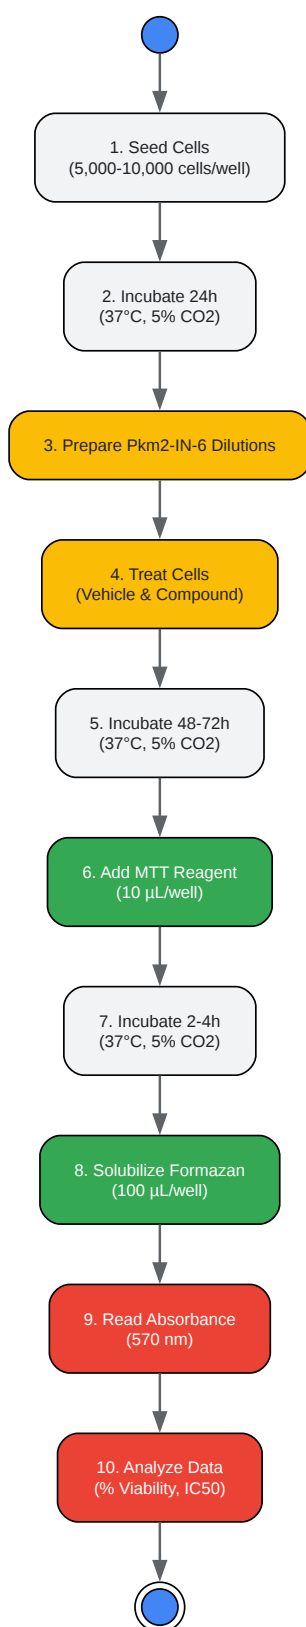 1. Seed Cells
(5,000-10,000 cells/well)
2. Incubate 24h
(37°C, 5% CO2)
3. Prepare Pkm2-IN-6 Dilutions
4. Treat Cells
(Vehicle & Compound)
5. Incubate 48-72h
(37°C, 5% CO2)
6. Add MTT Reagent
(10 µL/well)
7. Incubate 2-4h
(37°C, 5% CO2)
8. Solubilize Formazan
(100 µL/well)
9. Read Absorbance
(570 nm)
10. Analyze Data
(% Viability, IC50)